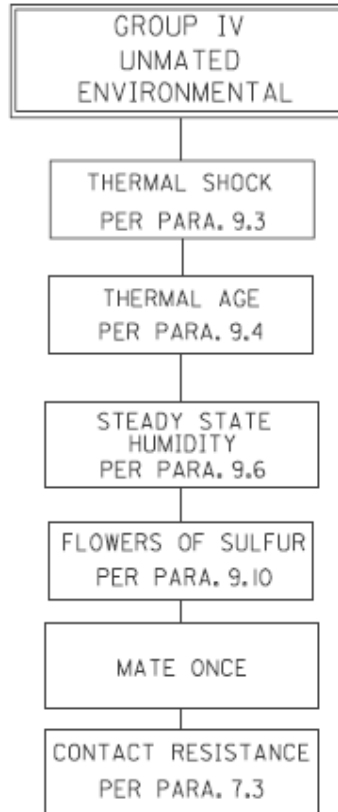 GROUP IV
UNMATED
ENVIRONMENTAL
THERMAL SHOCK
PER PARA. 9.3
THERMAL AGE
PER PARA. 9.4
STEADY STATE
HUMIDITY
PER PARA. 9.6
FLOWERS OF SULFUR
PER PARA. 9.10
MATE ONCE
CONTACT RESISTANCE
PER PARA. 7.3